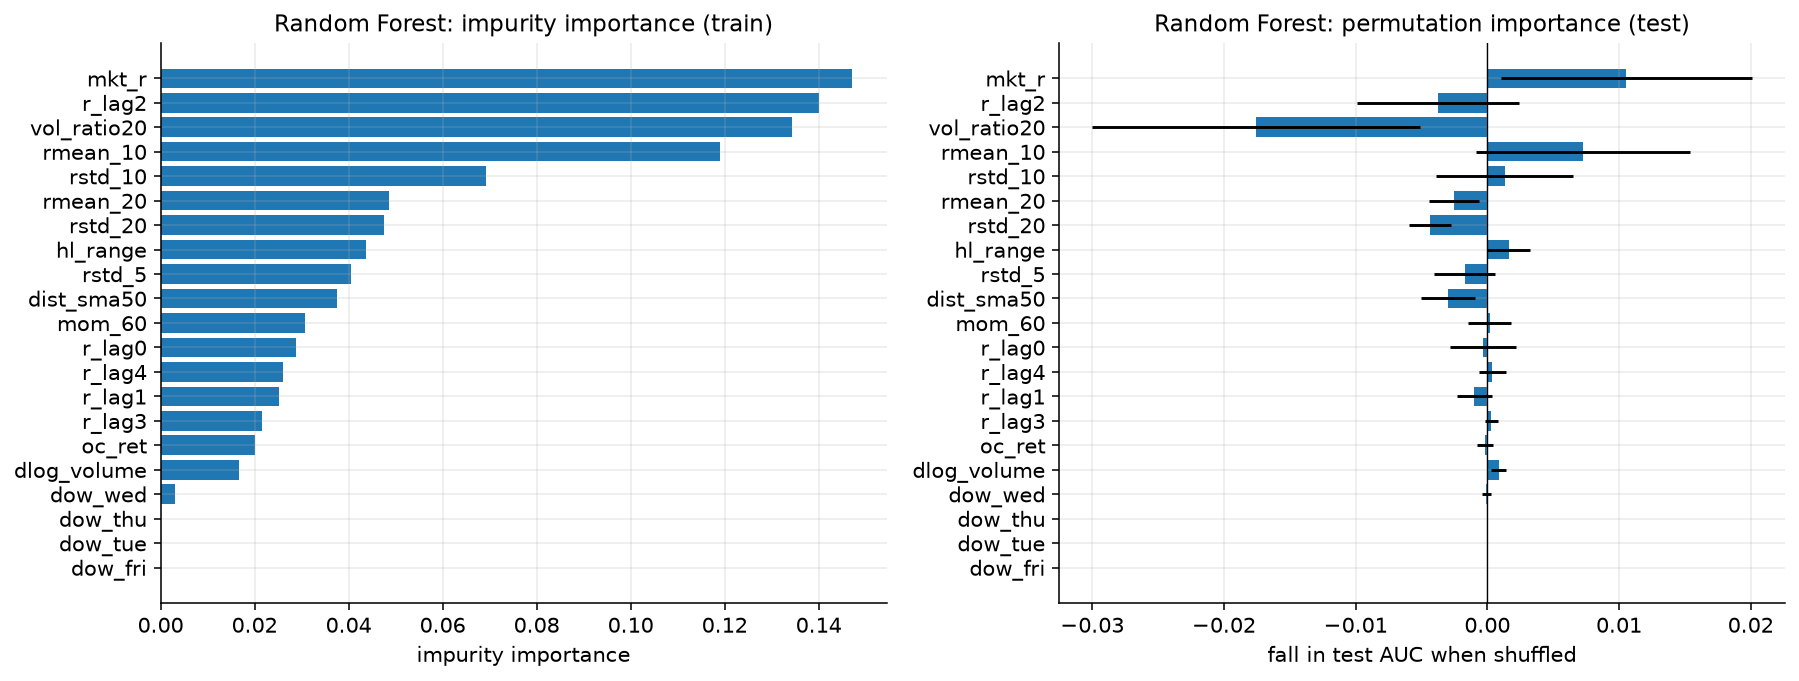 Random Forest: impurity importance (train)
mkt_r
r_lag2
vol_ratio20
rmean_10
rstd_10
rmean_20
rstd_20
hl_range
rstd_5
dist_sma50
mom_60
r_lag0
r_lag4
r_lag1
r_lag3
oc_ret
dlog_volume
dow_wed
dow_thu
dow_tue
dow_fri
0.00 0.02 0.04 0.06 0.08 0.10 0.12 0.14
impurity importance
Random Forest: permutation importance (test)
mkt_r
r_lag2
vol_ratio20
rmean_10
rstd_10
rmean_20
rstd_20
hl_range
rstd_5
dist_sma50
mom_60
r_lag0
r_lag4
r_lag1
r_lag3
oc_ret
dlog_volume
dow_wed
dow_thu
dow_tue
dow_fri
−0.03 −0.02 −0.01 0.00 0.01 0.02
fall in test AUC when shuffled